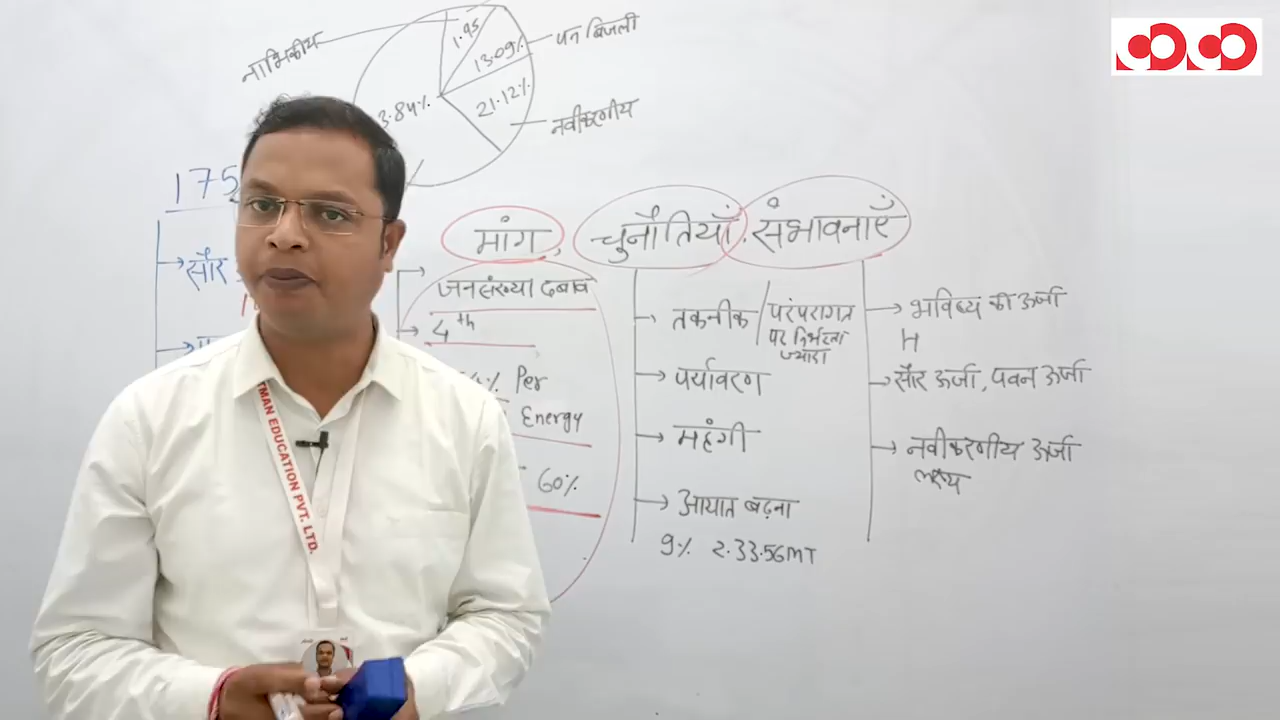 नाभिकीय
1.95
13.09%
पन बिजली
3.84%
21.12%
नवीकरणीय
175
सौर
मांग, चुनौतियाँ, संभावनाएँ
जनसंख्या दबाव
4th
% Per
Energy
60%
तकनीक / परंपरागत
पर निर्भरता
ज्यादा
पर्यावरण
महंगी
आयात बढ़ना
9% 2.33.56MT
भविष्य की ऊर्जा
H
सौर ऊर्जा, पवन ऊर्जा
नवीकरणीय ऊर्जा
लक्ष्य
TMAN EDUCATION PVT. LTD.